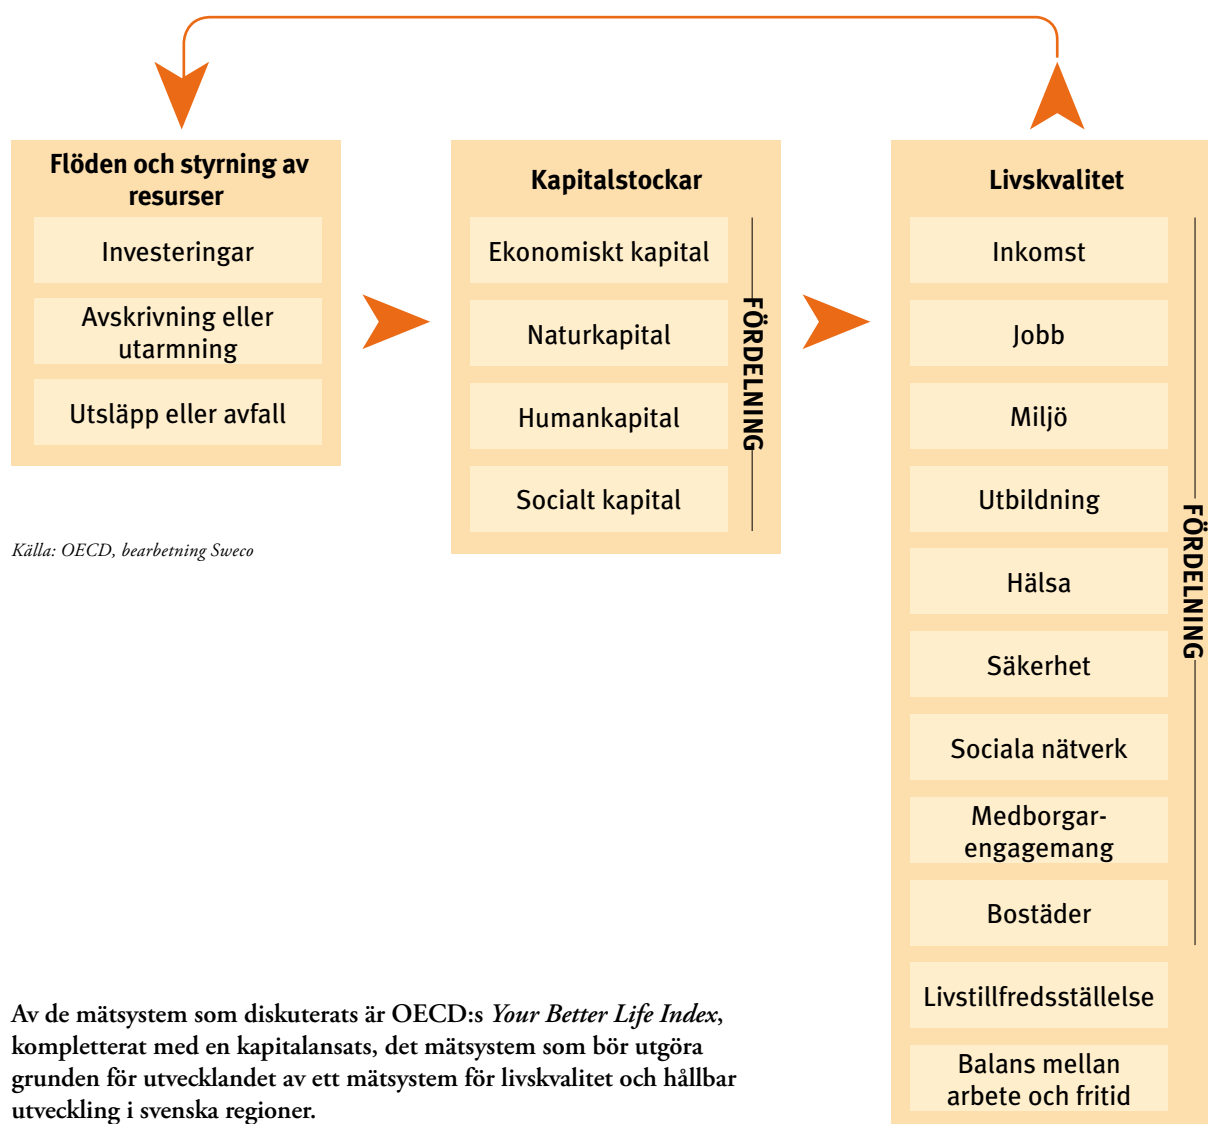 Flöden och styrning av
resurser
Investeringar
Avskrivning eller
utarmning
Utsläpp eller avfall
Källa: OECD, bearbetning Sweco
Kapitalstockar
Ekonomiskt kapital
Naturkapital
Humankapital
Socialt kapital
FÖRDELNING
Livskvalitet
Inkomst
Jobb
Miljö
Utbildning
Hälsa
Säkerhet
Sociala nätverk
Medborgar-
engagemang
Bostäder
Livstillfredsställelse
Balans mellan
arbete och fritid
FÖRDELNING
Av de mätsystem som diskuterats är OECD:s Your Better Life Index,
kompletterat med en kapitalansats, det mätsystem som bör utgöra
grunden för utvecklandet av ett mätsystem för livskvalitet och hållbar
utveckling i svenska regioner.